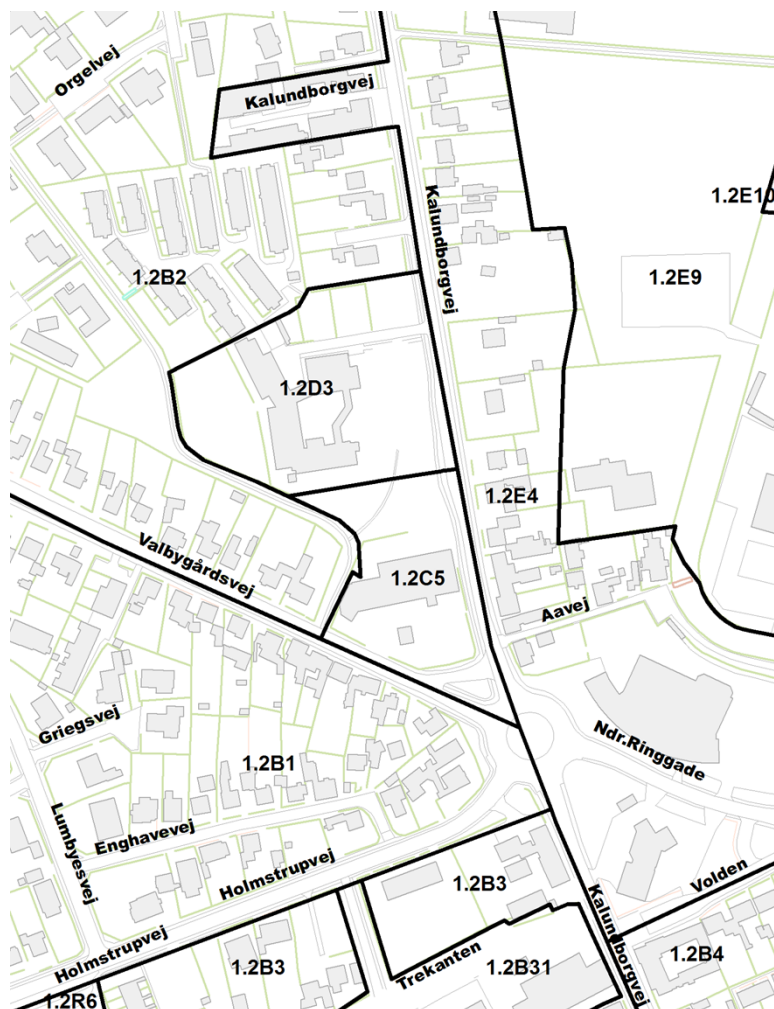 Orgelvej
Kalundborgvej
Kalundborgvej
1.2E10
1.2B2
1.2E9
1.2D3
1.2E4
Valbygårdsvej
1.2C5
Aavej
Griegsvej
Ndr.Ringgade
1.2B1
Lumbyesvej
Enghavevej
Holmstrupvej
1.2B3
Volden
Kalundborgvej
Holmstrupvej
1.2B3
Trekanten
1.2B31
1.2B4
1.2R6